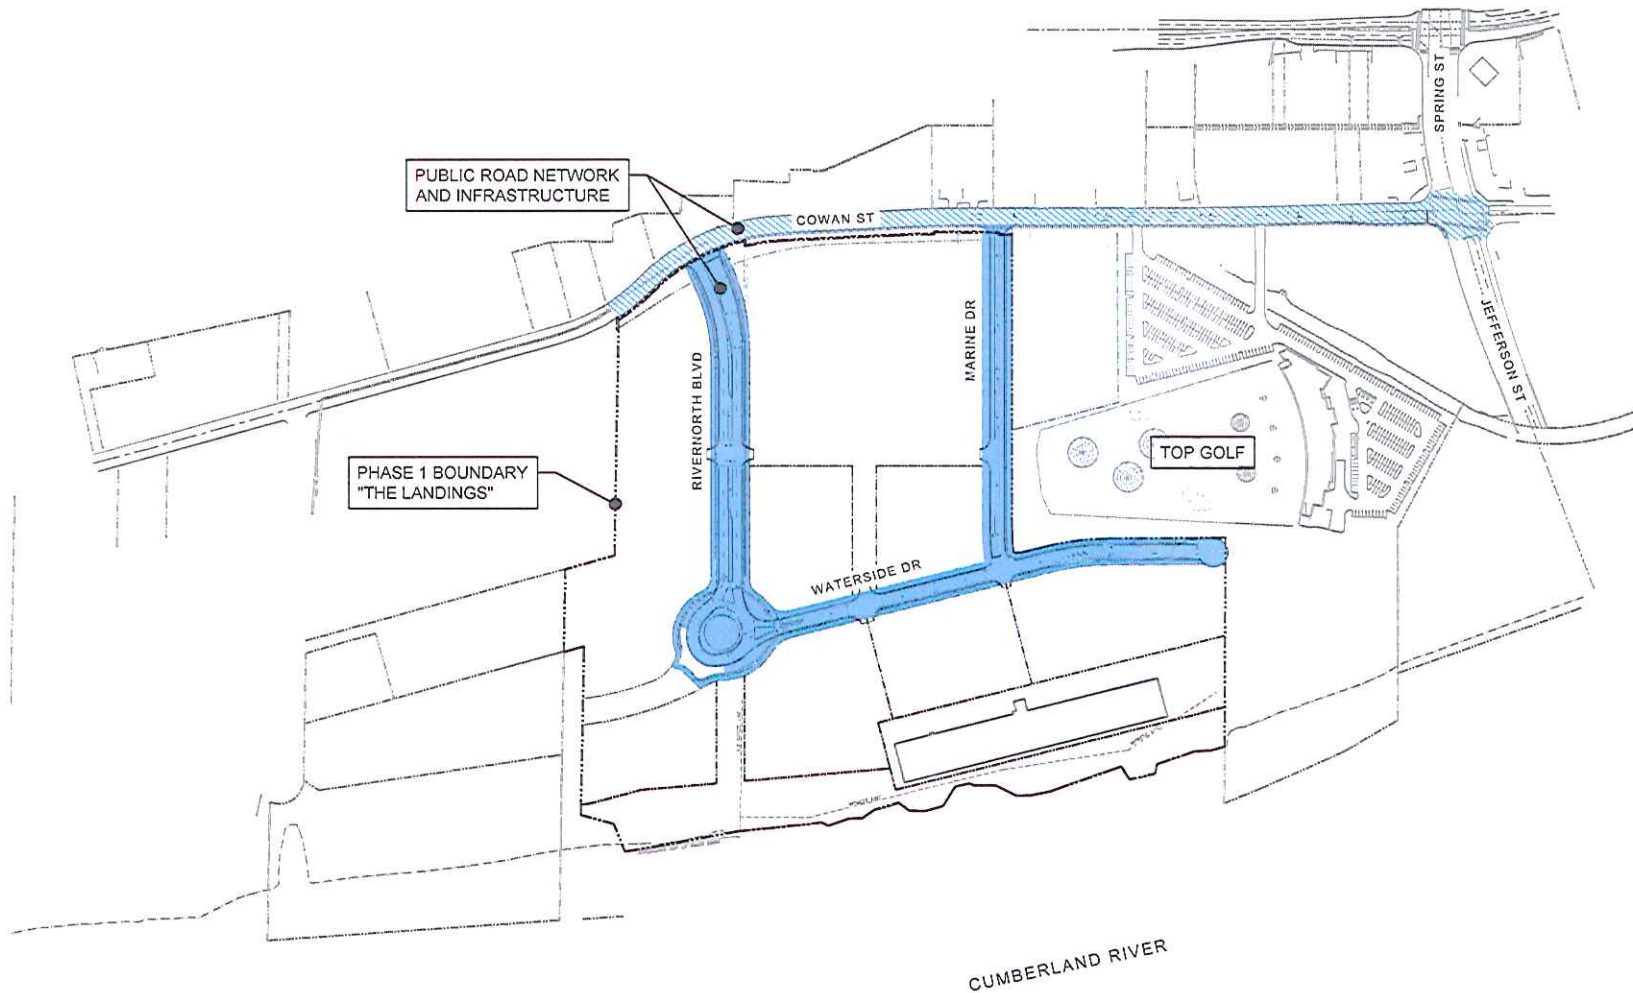 SPRING ST
PUBLIC ROAD NETWORK
AND INFRASTRUCTURE
COWAN ST
JEFFERSON ST
MARINE DR
RIVERNORTH BLVD
TOP GOLF
PHASE 1 BOUNDARY
"THE LANDINGS"
WATERSIDE DR
CUMBERLAND RIVER